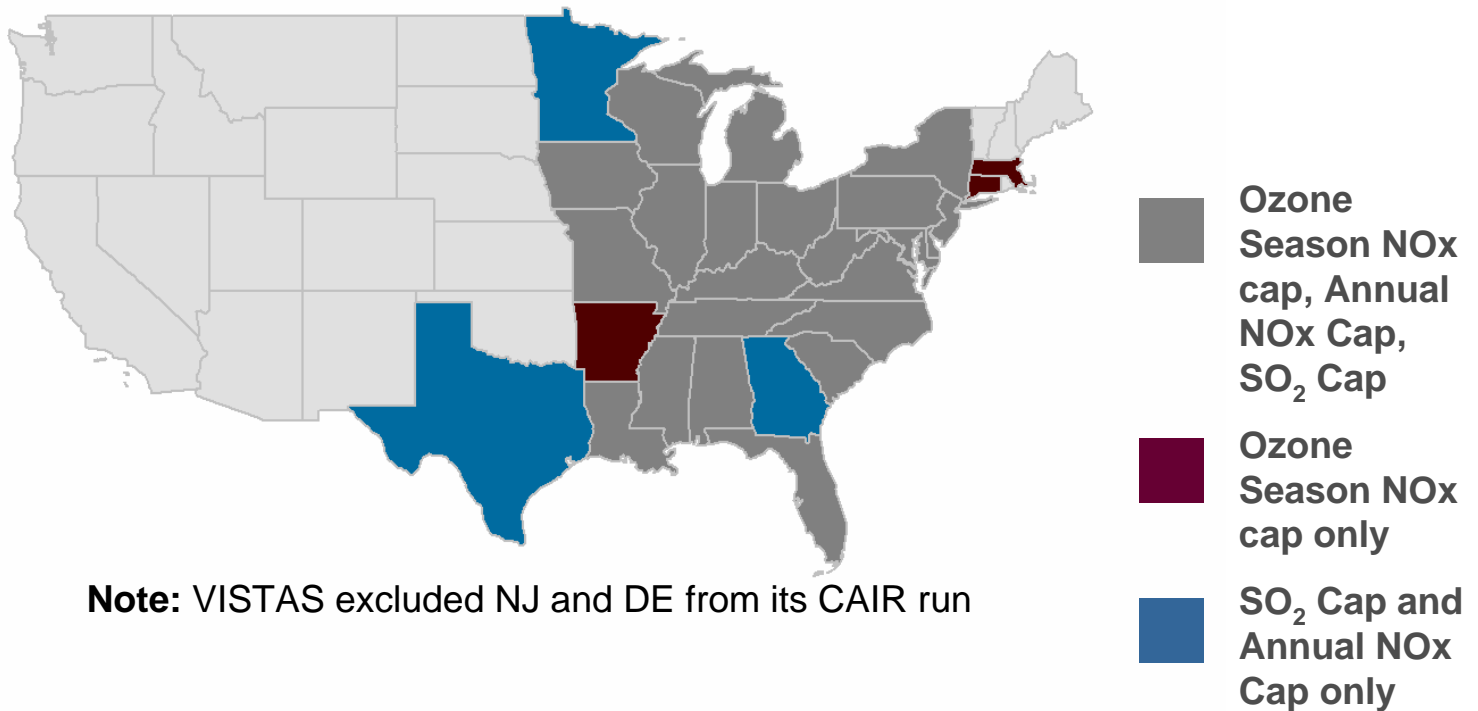 Ozone
Season NOx
cap, Annual
NOx Cap,
SO₂ Cap
Ozone
Season NOx
cap only
SO₂ Cap and
Annual NOx
Cap only
Note: VISTAS excluded NJ and DE from its CAIR run